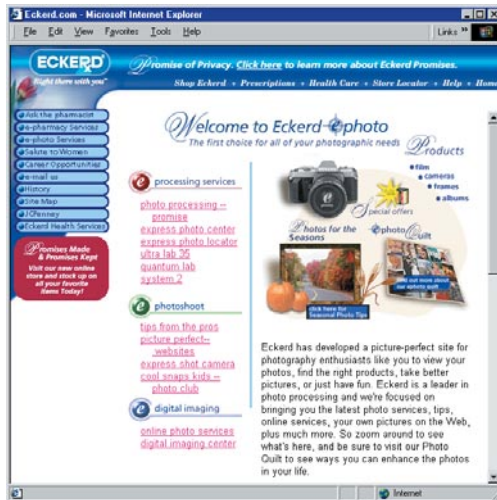 Eckerd.com - Microsoft Internet Explorer
File Edit View Favorites Tools Help
Links »
ECKERD
Right there with you™
Promise of Privacy. Click here to learn more about Eckerd Promises.
Shop Eckerd • Prescriptions • Health Care • Store Locator • Help • Home
Ask the pharmacist
e-pharmacy Services
e-photo Services
Salute to Women
Career Opportunities
e-mail us
History
Site Map
JCPenney
Eckerd Health Services
Promises Made
& Promises Kept
Visit our new online
store and stock up on
all your favorite
items Today!
Welcome to Eckerd ephoto
The first choice for all of your photographic needs
e processing services
photo processing --
promise
express photo center
express photo locator
ultra lab 35
quantum lab
system 2
e photoshoot
tips from the pros
picture perfect--
websites
express shot camera
cool snaps kids --
photo club
e digital imaging
online photo services
digital imaging center
Products
• film
• cameras
• frames
• albums
Special offers
Photos for the
Seasons
ephoto
Quilt
click here for
Seasonal Photo Tips
find out more about
our ephoto quilt
Eckerd has developed a picture-perfect site for
photography enthusiasts like you to view your
photos, find the right products, take better
pictures, or just have fun. Eckerd is a leader in
photo processing and we're focused on
bringing you the latest photo services, tips,
online services, your own pictures on the Web,
plus much more. So zoom around to see
what's here, and be sure to visit our Photo
Quilt to see ways you can enhance the photos
in your life.
Internet